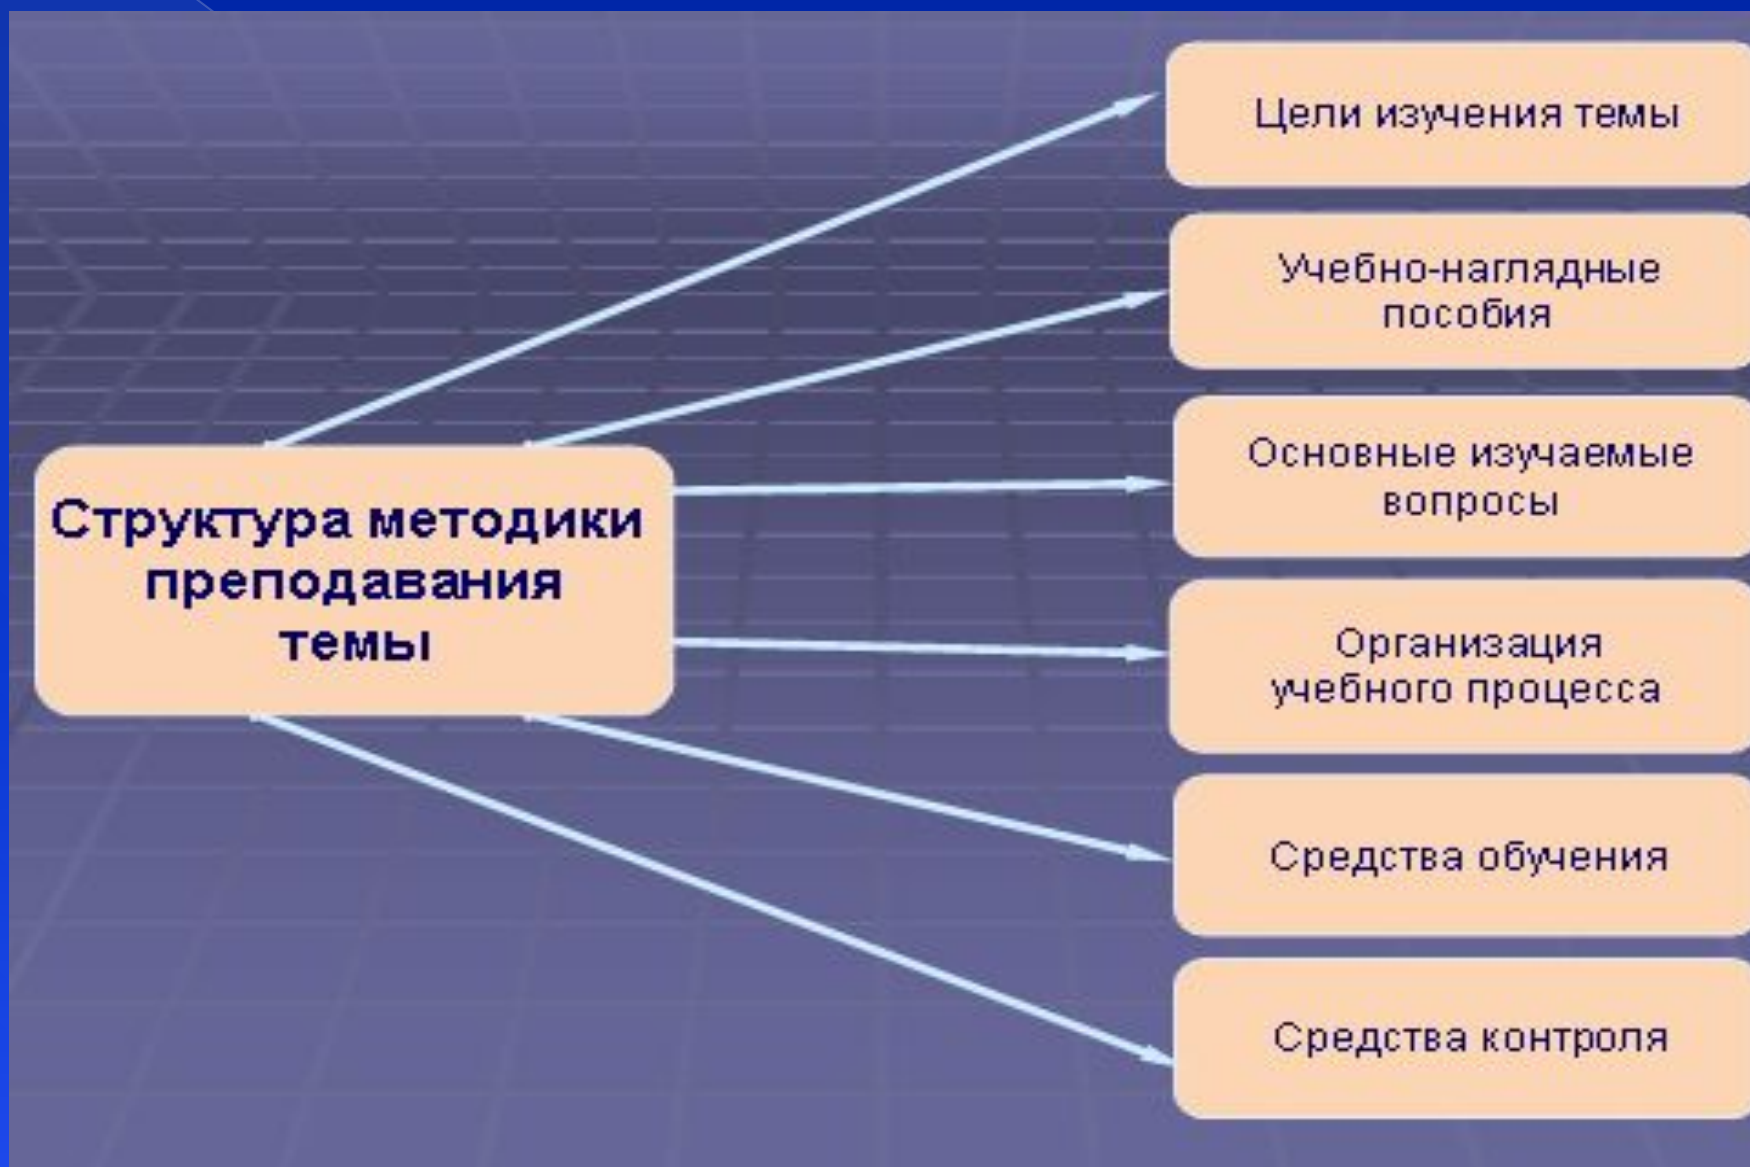 Структура методики
преподавания
темы
Цели изучения темы
Учебно-наглядные
пособия
Основные изучаемые
вопросы
Организация
учебного процесса
Средства обучения
Средства контроля